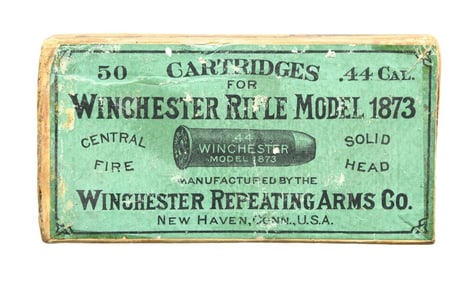 50 CARTRIDGES .44 CAL.
FOR
WINCHESTER RIFLE MODEL 1873
CENTRAL FIRE
.44
WINCHESTER
MODEL 1873
SOLID HEAD
MANUFACTURED BY THE
WINCHESTER REPEATING ARMS CO.
NEW HAVEN, CONN., U.S.A.